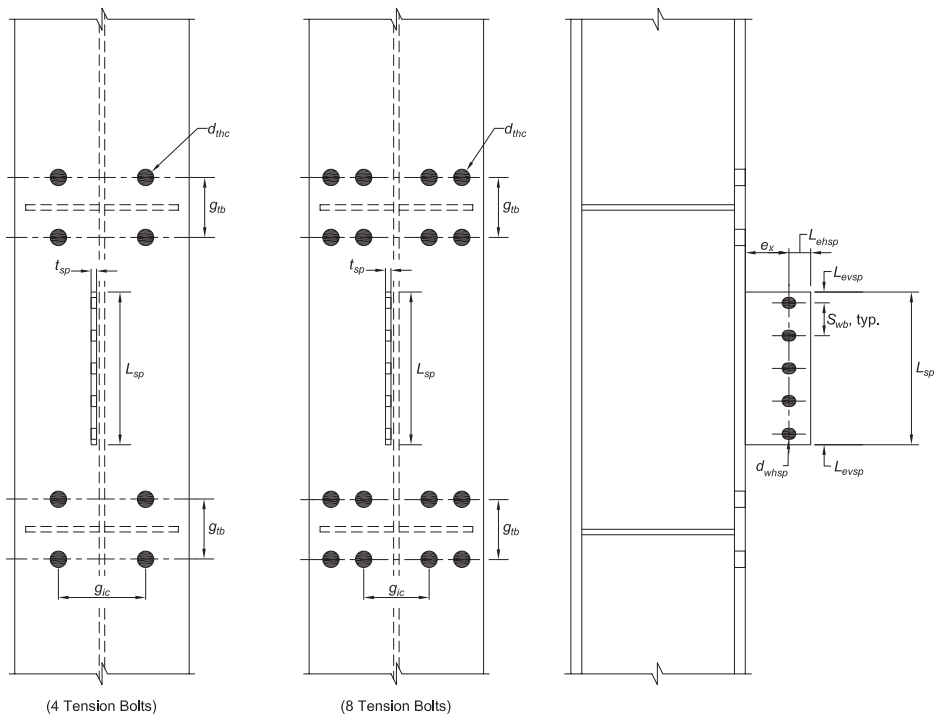 d_thc
d_thc
g_tb
g_tb
t_sp
t_sp
e_x
L_ehsp
L_evsp
S_wb, typ.
L_sp
L_sp
L_sp
d_whsp
L_evsp
g_tb
g_tb
g_ic
g_ic
(4 Tension Bolts)
(8 Tension Bolts)